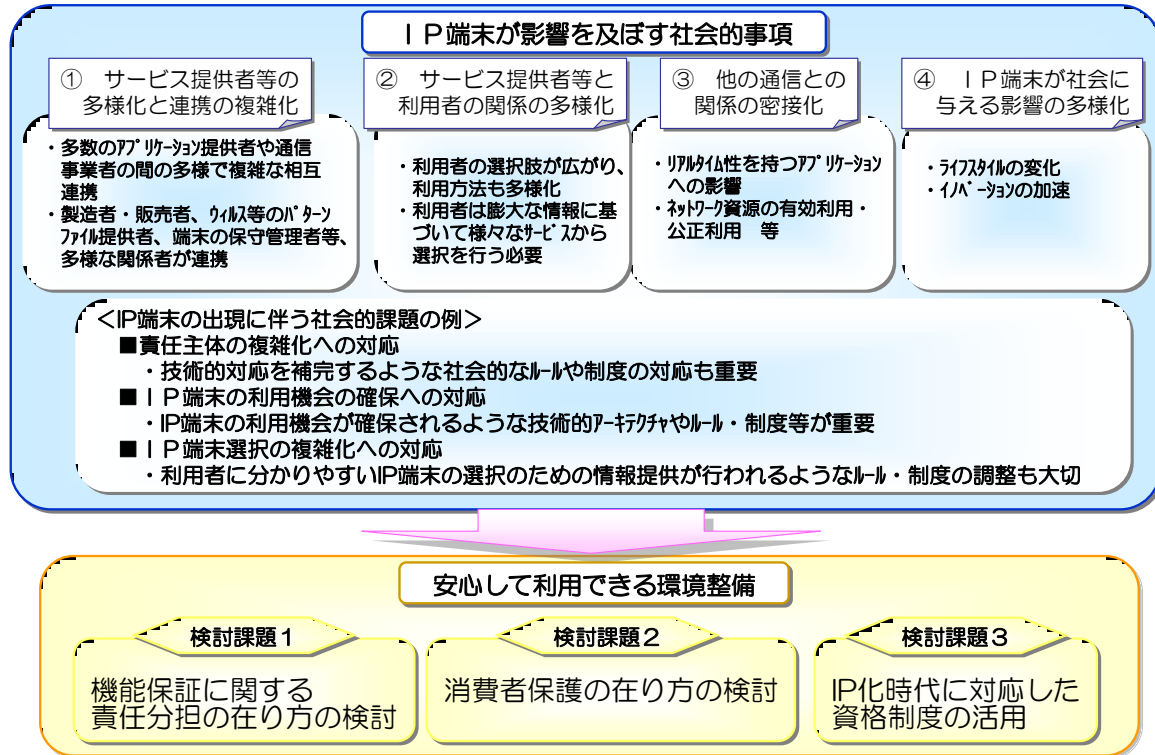 ＩＰ端末が影響を及ぼす社会的事項
①　サービス提供者等の
多様化と連携の複雑化
・多数のｱﾌﾟﾘｹｰｼｮﾝ提供者や通信
事業者の間の多様で複雑な相互
連携
・製造者・販売者、ｳｨﾙｽ等のﾊﾟﾀｰﾝ
ﾌｧｲﾙ提供者、端末の保守管理者等、
多様な関係者が連携
②　サービス提供者等と
利用者の関係の多様化
・利用者の選択肢が広がり、
利用方法も多様化
・利用者は膨大な情報に基
づいて様々なｻｰﾋﾞｽから
選択を行う必要
③　他の通信との
関係の密接化
・ﾘｱﾙﾀｲﾑ性を持つｱﾌﾟﾘｹｰｼｮﾝ
への影響
・ﾈｯﾄﾜｰｸ資源の有効利用・
公正利用　等
④　ＩＰ端末が社会に
与える影響の多様化
・ﾗｲﾌｽﾀｲﾙの変化
・ｲﾉﾍﾞｰｼｮﾝの加速
＜IP端末の出現に伴う社会的課題の例＞
■責任主体の複雑化への対応
・技術的対応を補完するような社会的なﾙｰﾙや制度の対応も重要
■ＩＰ端末の利用機会の確保への対応
・IP端末の利用機会が確保されるような技術的ｱｰｷﾃｸﾁｬやﾙｰﾙ・制度等が重要
■ＩＰ端末選択の複雑化への対応
・利用者に分かりやすいIP端末の選択のための情報提供が行われるようなﾙｰﾙ・制度の調整も大切
安心して利用できる環境整備
検討課題１
機能保証に関する
責任分担の在り方の検討
検討課題２
消費者保護の在り方の検討
検討課題３
IP化時代に対応した
資格制度の活用